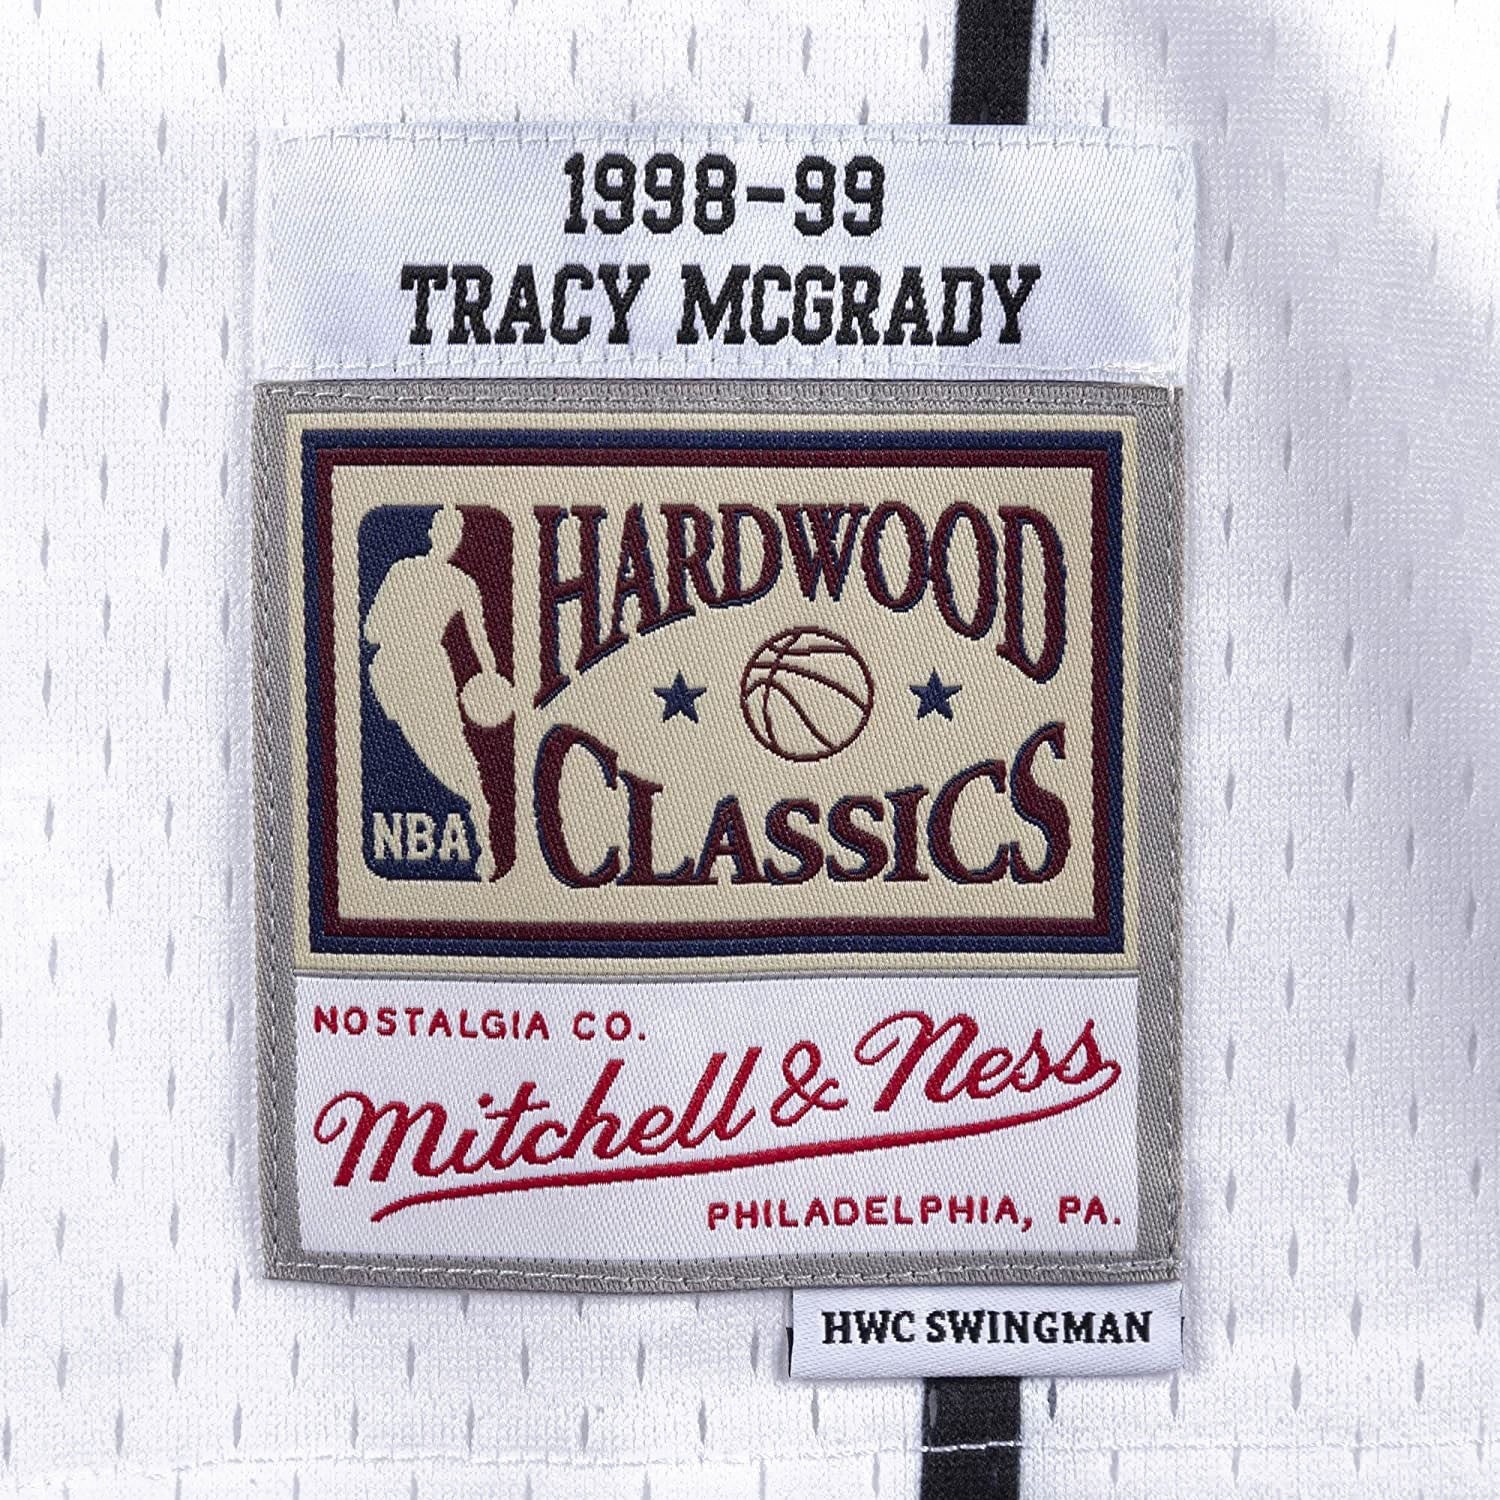 1998-99
TRACY MCGRADY
HARDWOOD
CLASSICS
NBA
NOSTALGIA CO.
Mitchell & Ness
PHILADELPHIA, PA.
HWC SWINGMAN